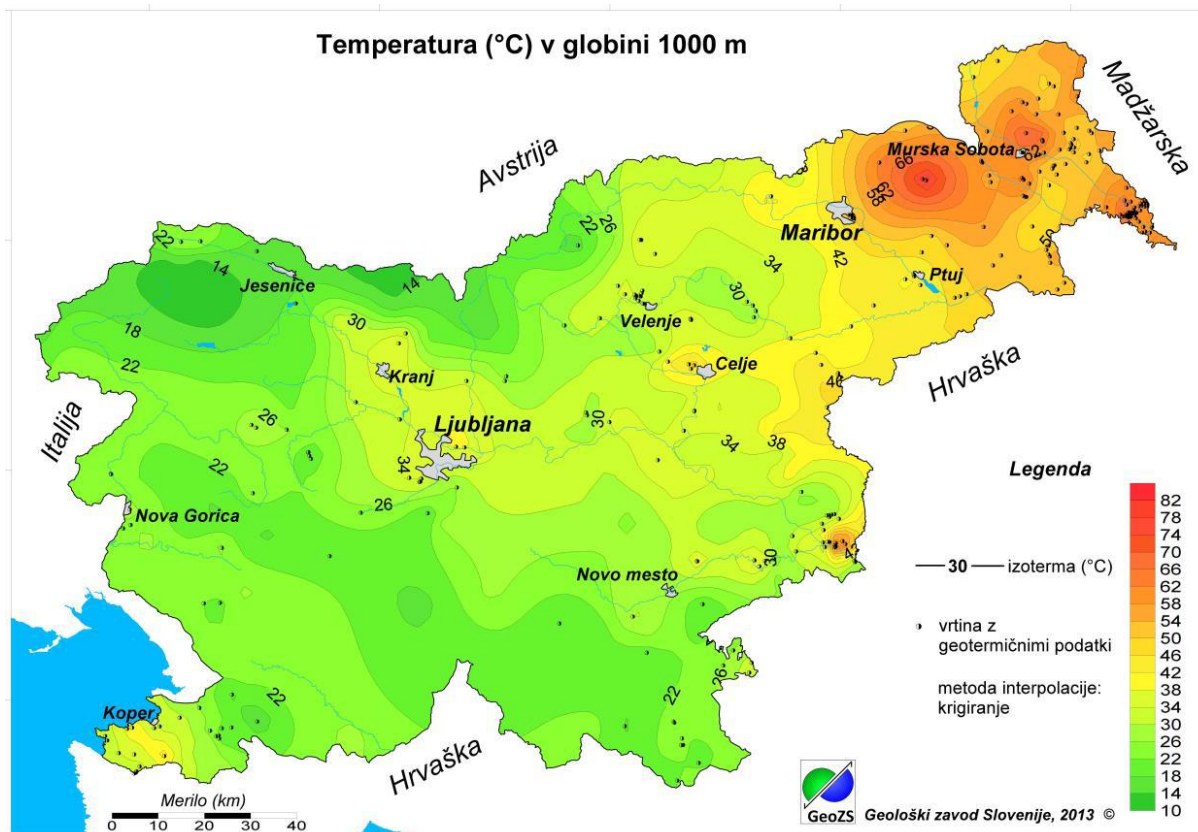 Temperatura (°C) v globini 1000 m
Avstrija
Madžarska
Murska Sobota
62
66
62
58
50
Maribor
42
Ptuj
22
26
34
30
Velenje
22
14
Jesenice
14
18
22
30
Kranj
Celje
46
Hrvaška
Italija
26
Ljubljana
30
34
38
34
22
26
Nova Gorica
Novo mesto
30
42
26
22
22
Koper
Hrvaška
Merilo (km)
0 10 20 30 40
Legenda
30 izoterma (°C)
vrtina z
geotermičnimi podatki
metoda interpolacije:
krigiranje
82
78
74
70
66
62
58
54
50
46
42
38
34
30
26
22
18
14
10
GeoZS
Geološki zavod Slovenije, 2013 ©